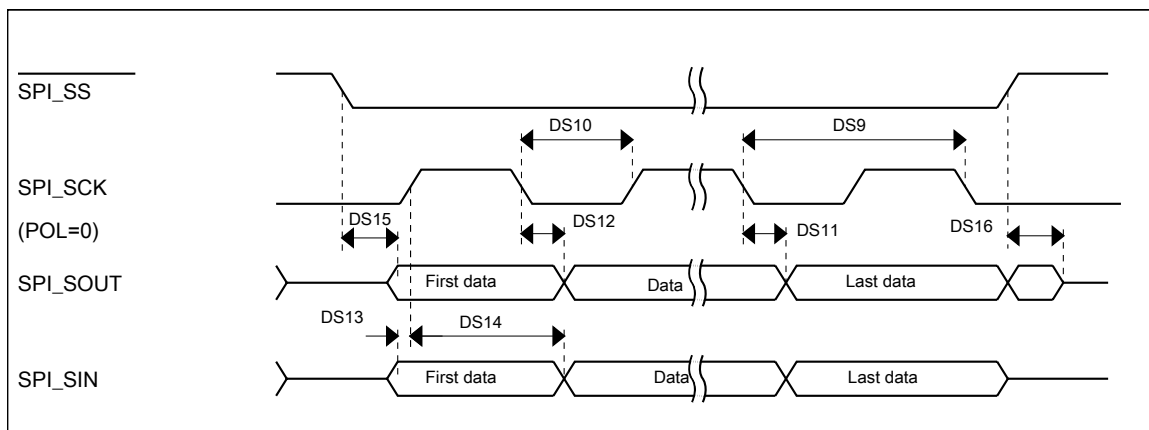 SPI_SS
DS10
DS9
SPI_SCK
(POL=0)
DS15
DS12
DS11
DS16
SPI_SOUT
First data
Data
Last data
DS13
DS14
SPI_SIN
First data
Data
Last data